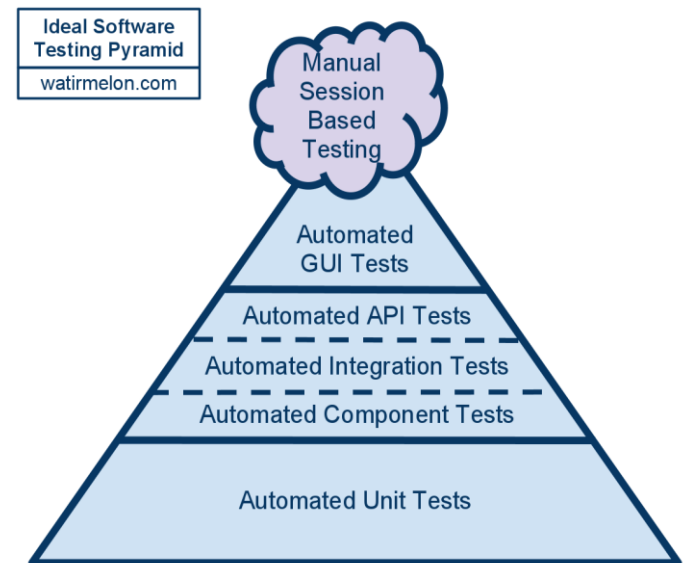 Ideal Software
Testing Pyramid
watirmelon.com
Manual
Session
Based
Testing
Automated
GUI Tests
Automated API Tests
Automated Integration Tests
Automated Component Tests
Automated Unit Tests